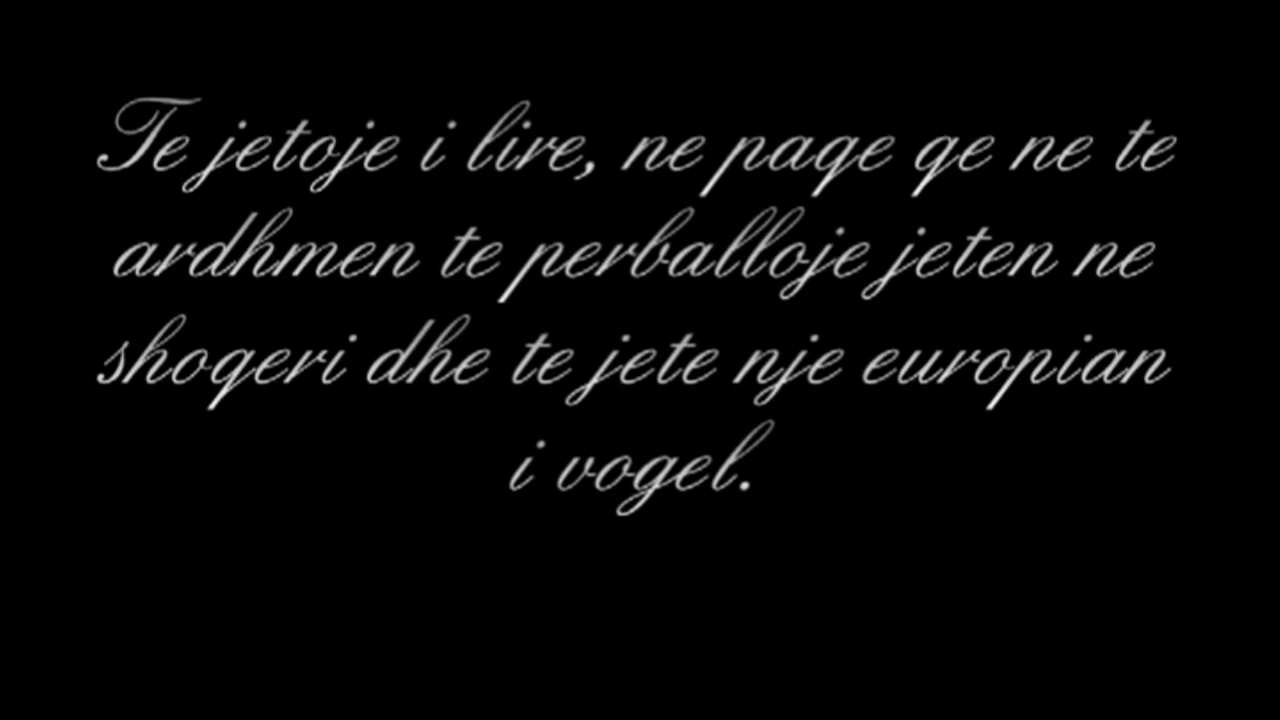 Te jetoje i lire, ne paqe qe ne te
ardhmen te perballoje jeten ne
shoqeri dhe te jete nje europian
i vogel.